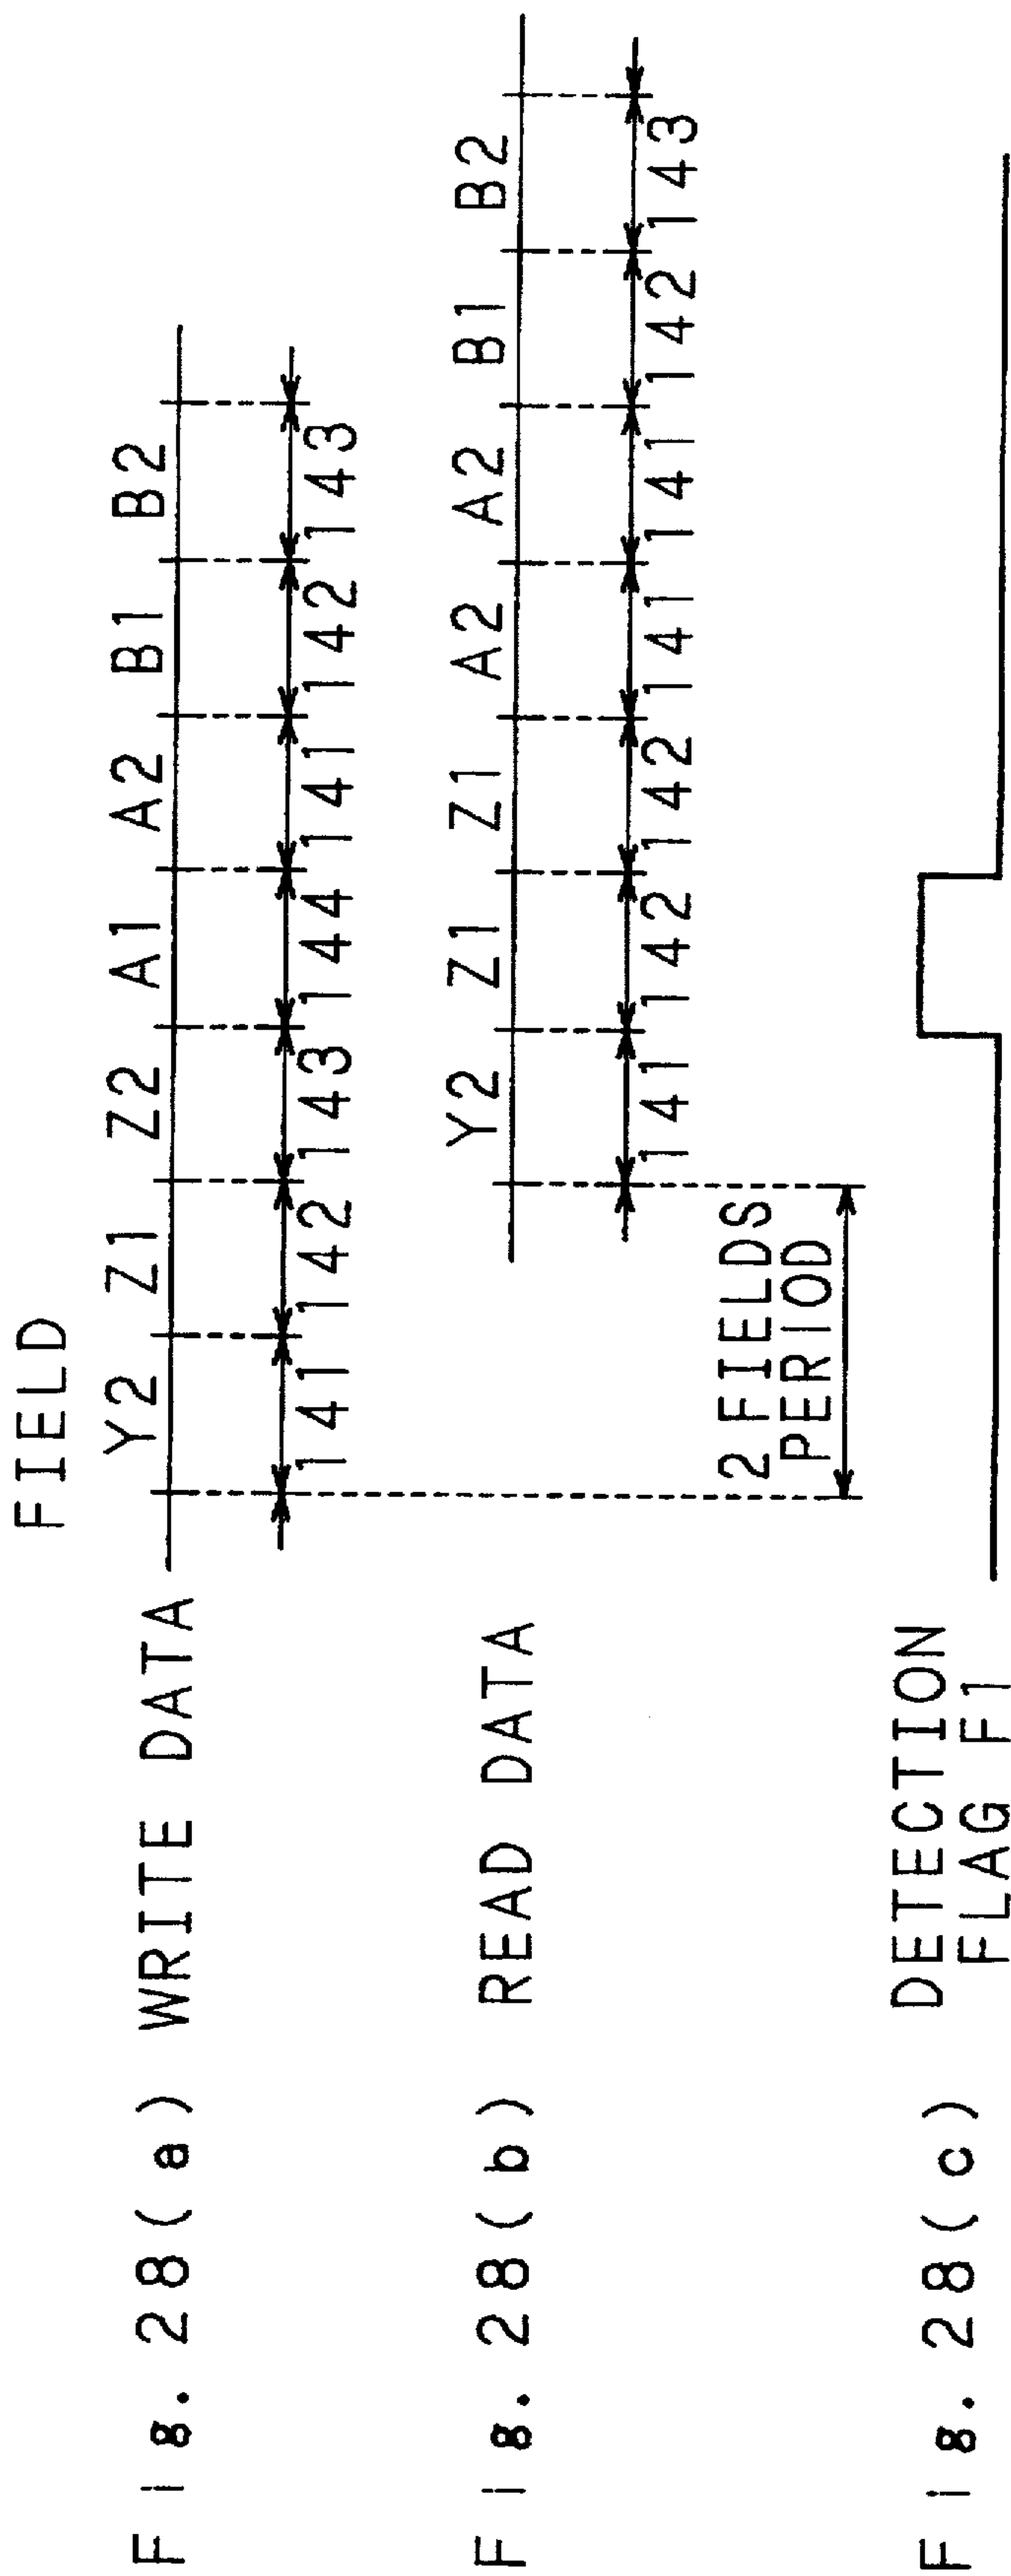 FIELD
Fig. 28(a) WRITE DATA
Y2 Z1 Z2 A1 A2 B1 B2
141 142 143 144 141 142 143
Fig. 28(b) READ DATA
Y2 Z1 Z1 A2 A2 B1 B2
141 142 142 141 141 142 143
2 FIELDS
PERIOD
Fig. 28(c) DETECTION
FLAG F1